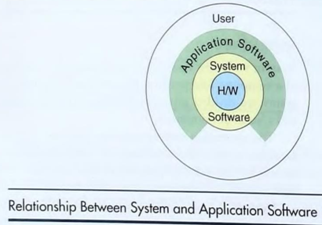 User
Application Software
System
H/W
Software
Relationship Between System and Application Software